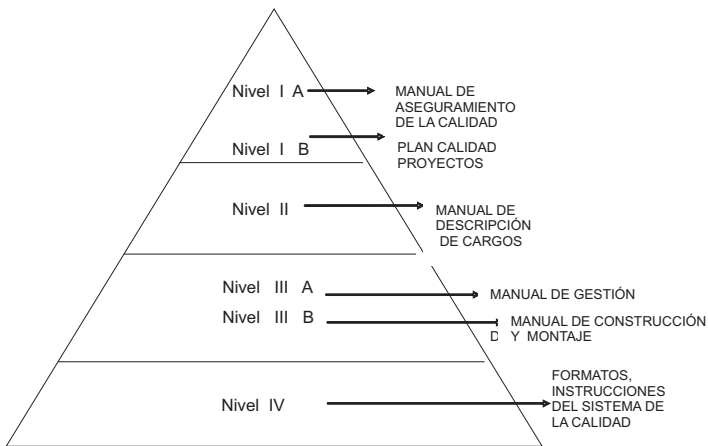 Nivel I A
MANUAL DE
ASEGURAMIENTO
DE LA CALIDAD
Nivel I B
PLAN CALIDAD
PROYECTOS
Nivel II
MANUAL DE
DESCRIPCIÓN
DE CARGOS
Nivel III A
MANUAL DE GESTIÓN
Nivel III B
MANUAL DE CONSTRUCCIÓN
Y MONTAJE
Nivel IV
FORMATOS,
INSTRUCCIONES
DEL SISTEMA DE
LA CALIDAD